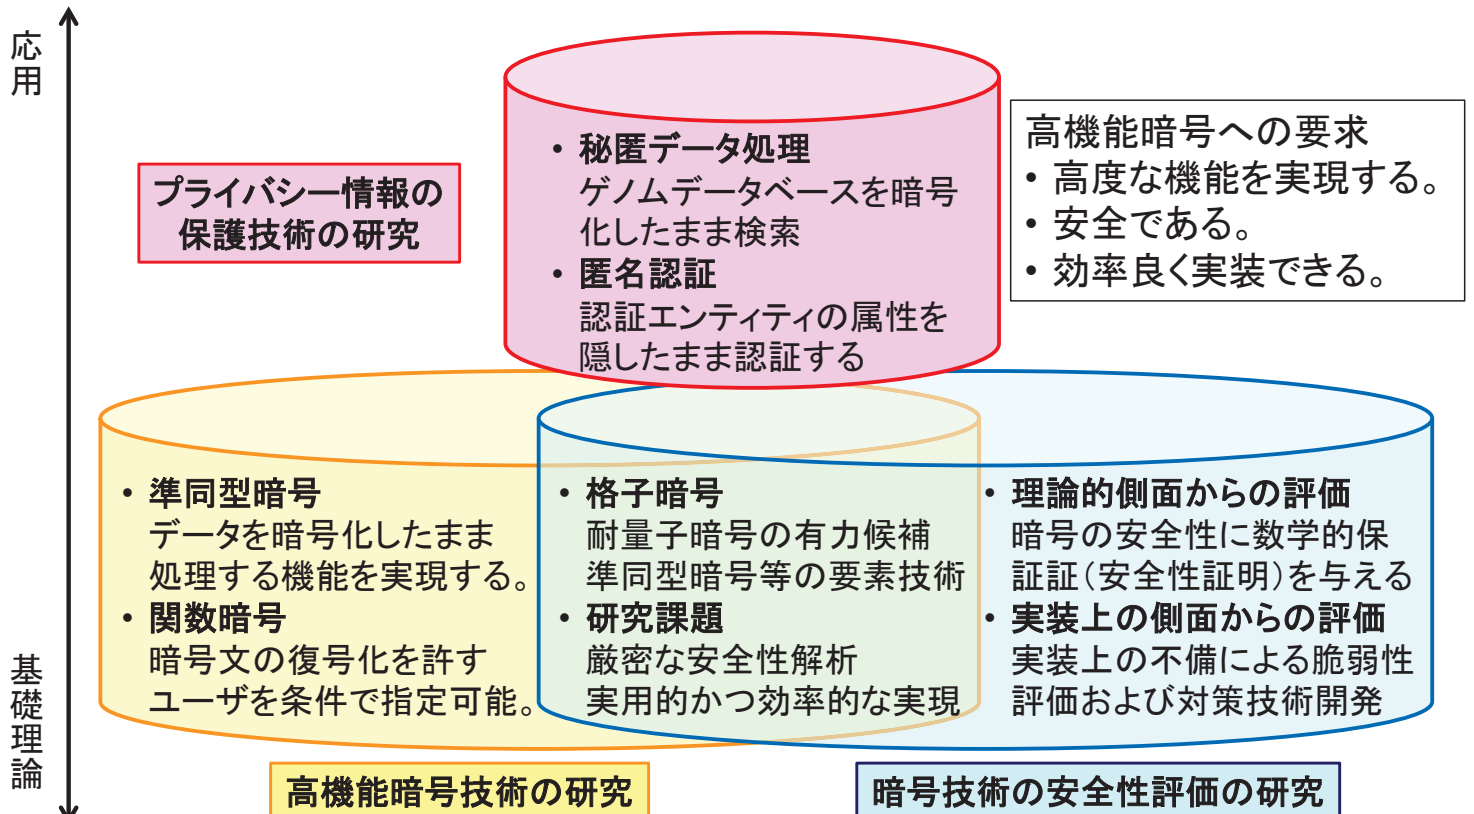 応用
プライバシー情報の
保護技術の研究
• 秘匿データ処理
ゲノムデータベースを暗号
化したまま検索
• 匿名認証
認証エンティティの属性を
隠したまま認証する
高機能暗号への要求
• 高度な機能を実現する。
• 安全である。
• 効率良く実装できる。
• 準同型暗号
データを暗号化したまま
処理する機能を実現する。
• 関数暗号
暗号文の復号化を許す
ユーザを条件で指定可能。
• 格子暗号
耐量子暗号の有力候補
準同型暗号等の要素技術
• 研究課題
厳密な安全性解析
実用的かつ効率的な実現
• 理論的側面からの評価
暗号の安全性に数学的保
証証（安全性証明）を与える
• 実装上の側面からの評価
実装上の不備による脆弱性
評価および対策技術開発
基礎理論
高機能暗号技術の研究
暗号技術の安全性評価の研究